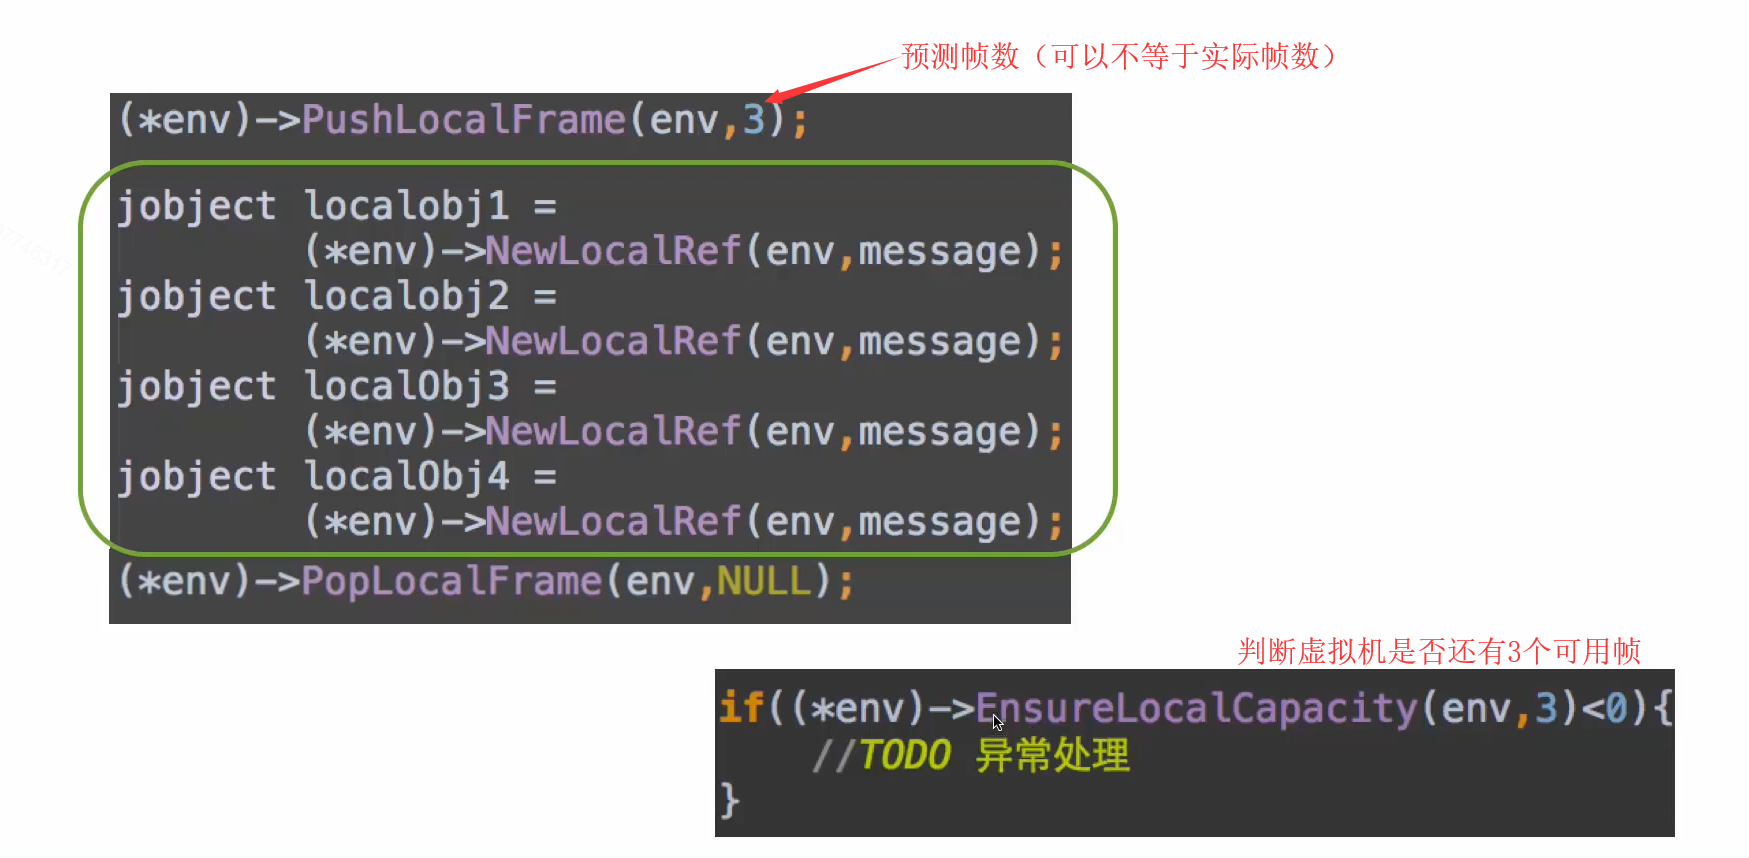 预测帧数（可以不等于实际帧数）
(*env)->PushLocalFrame(env,3);
jobject localobj1 =
(*env)->NewLocalRef(env,message);
jobject localobj2 =
(*env)->NewLocalRef(env,message);
jobject localObj3 =
(*env)->NewLocalRef(env,message);
jobject localObj4 =
(*env)->NewLocalRef(env,message);
(*env)->PopLocalFrame(env,NULL);
判断虚拟机是否还有3个可用帧
if((*env)->EnsureLocalCapacity(env,3)<0){
//TODO 异常处理
}